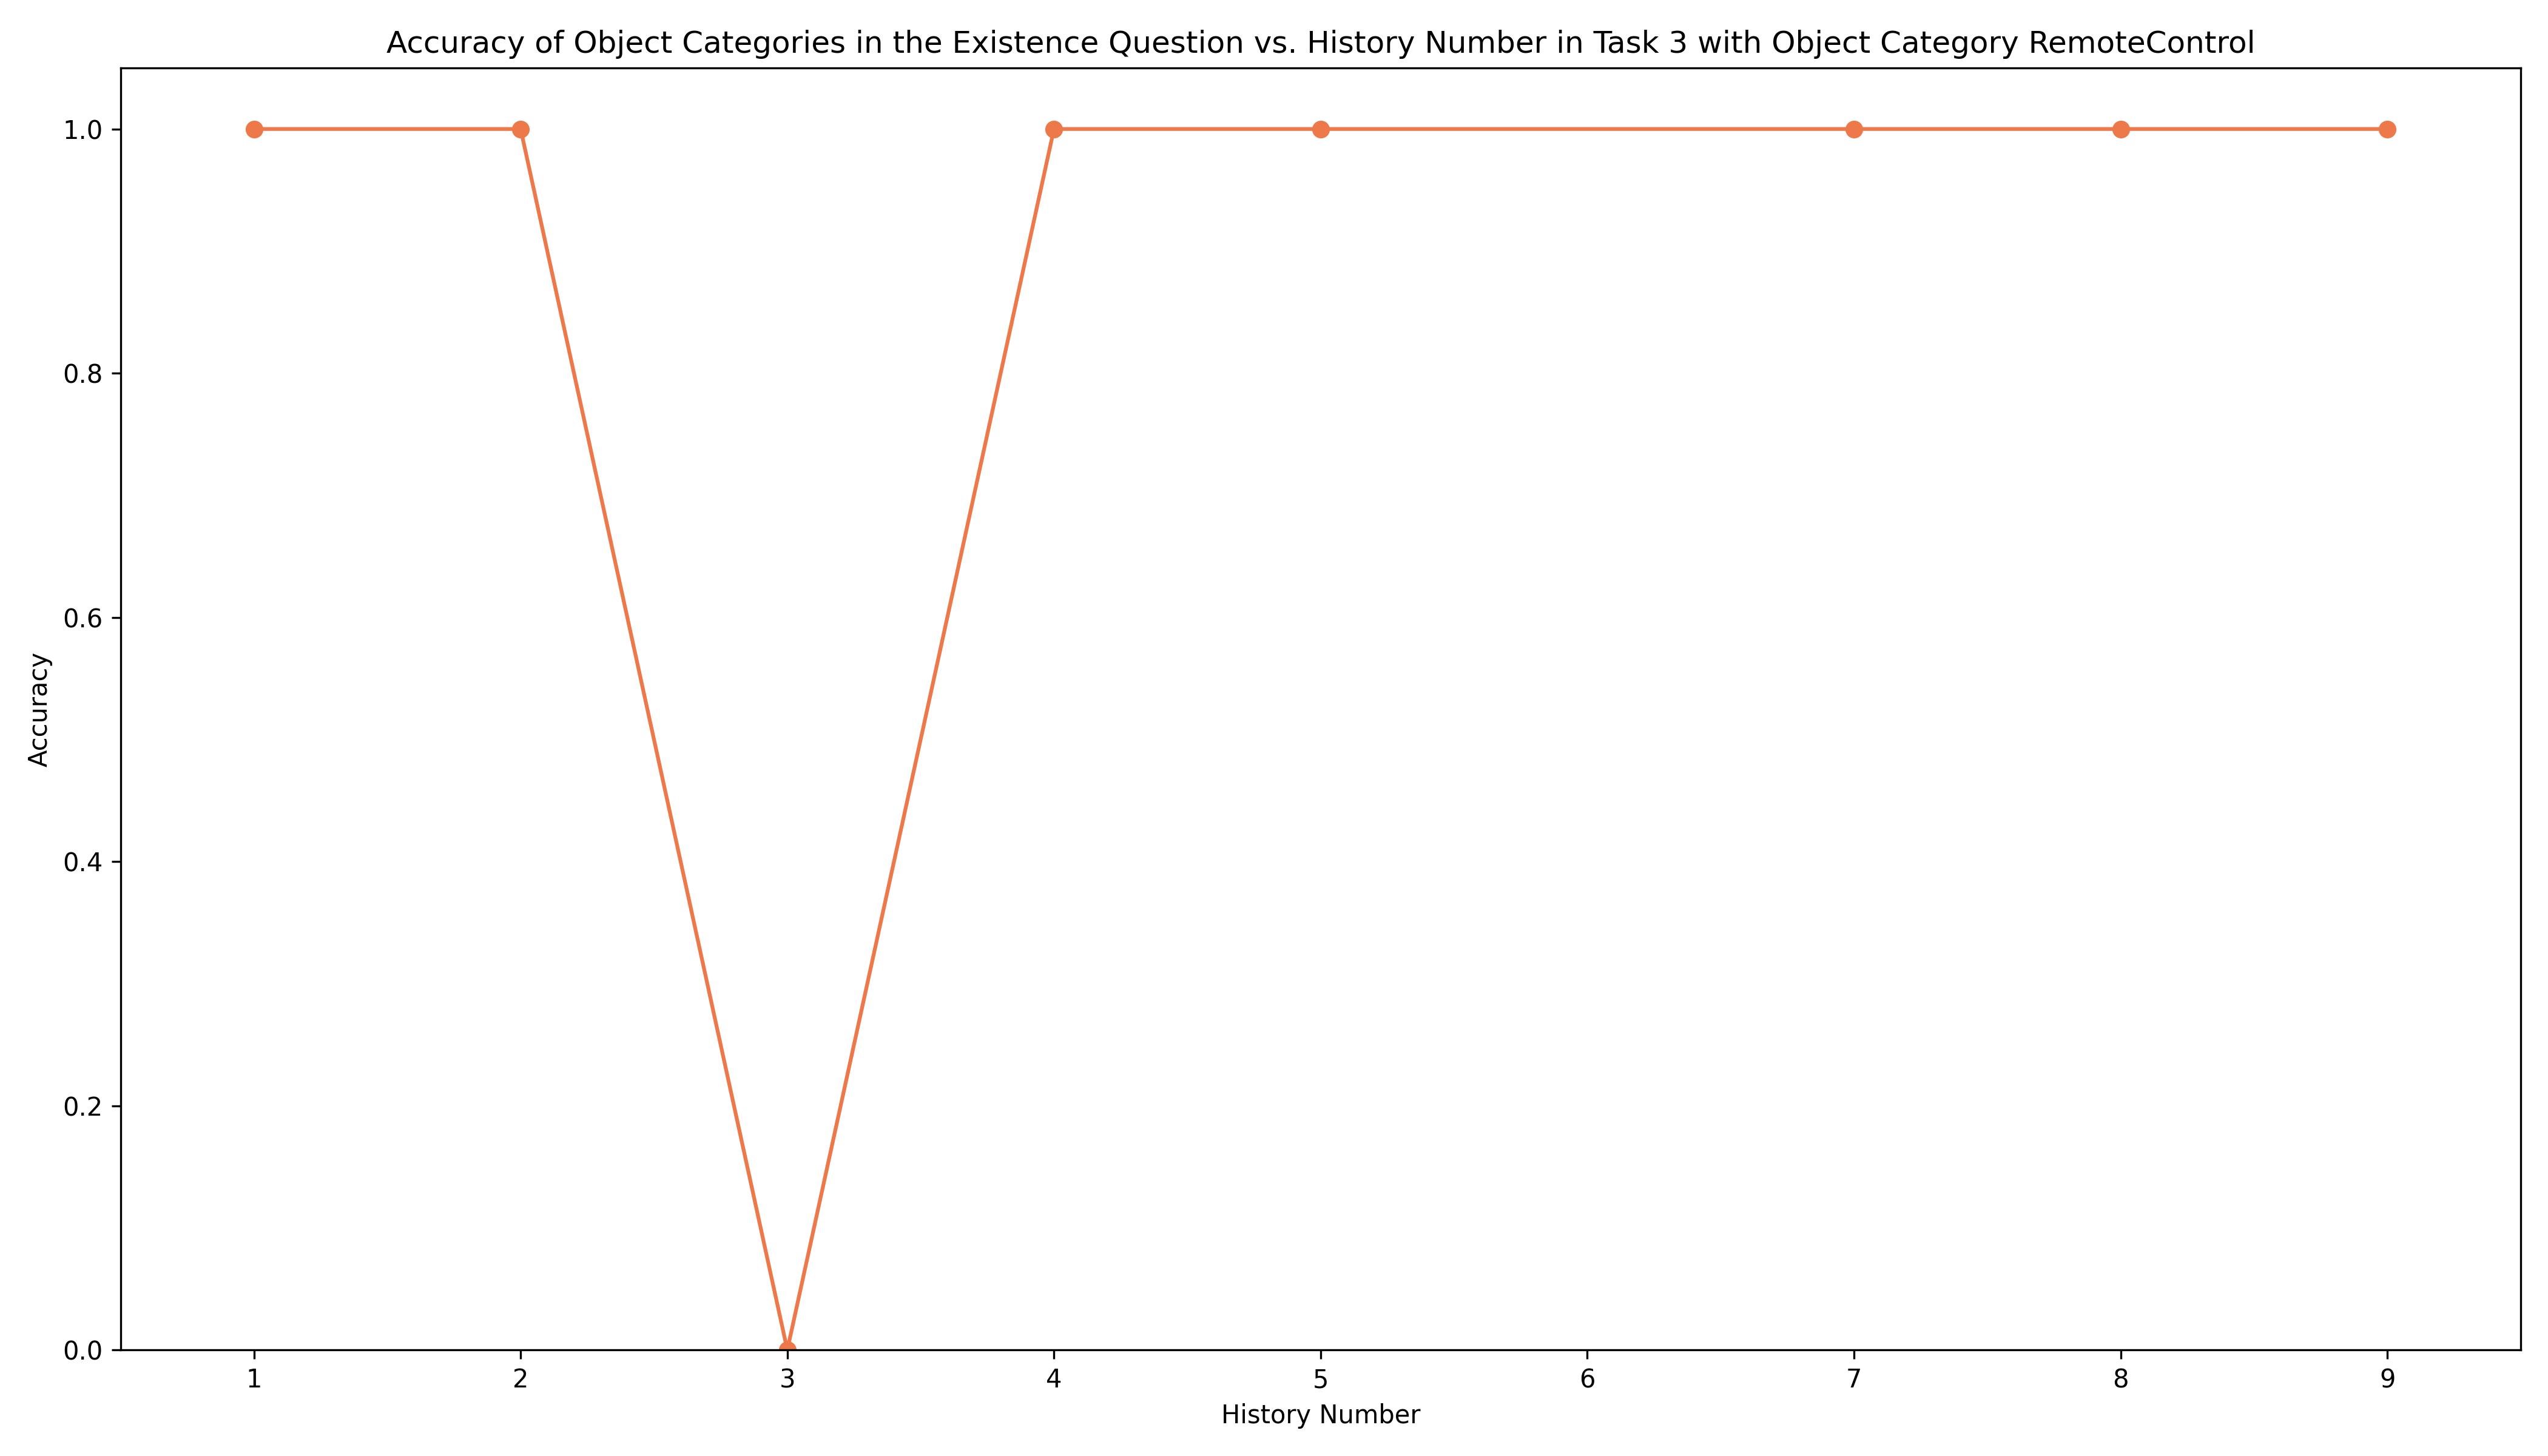 Accuracy of Object Categories in the Existence Question vs. History Number in Task 3 with Object Category RemoteControl
1.0
0.8
0.6
0.4
0.2
0.0
Accuracy
1 2 3 4 5 6 7 8 9
History Number